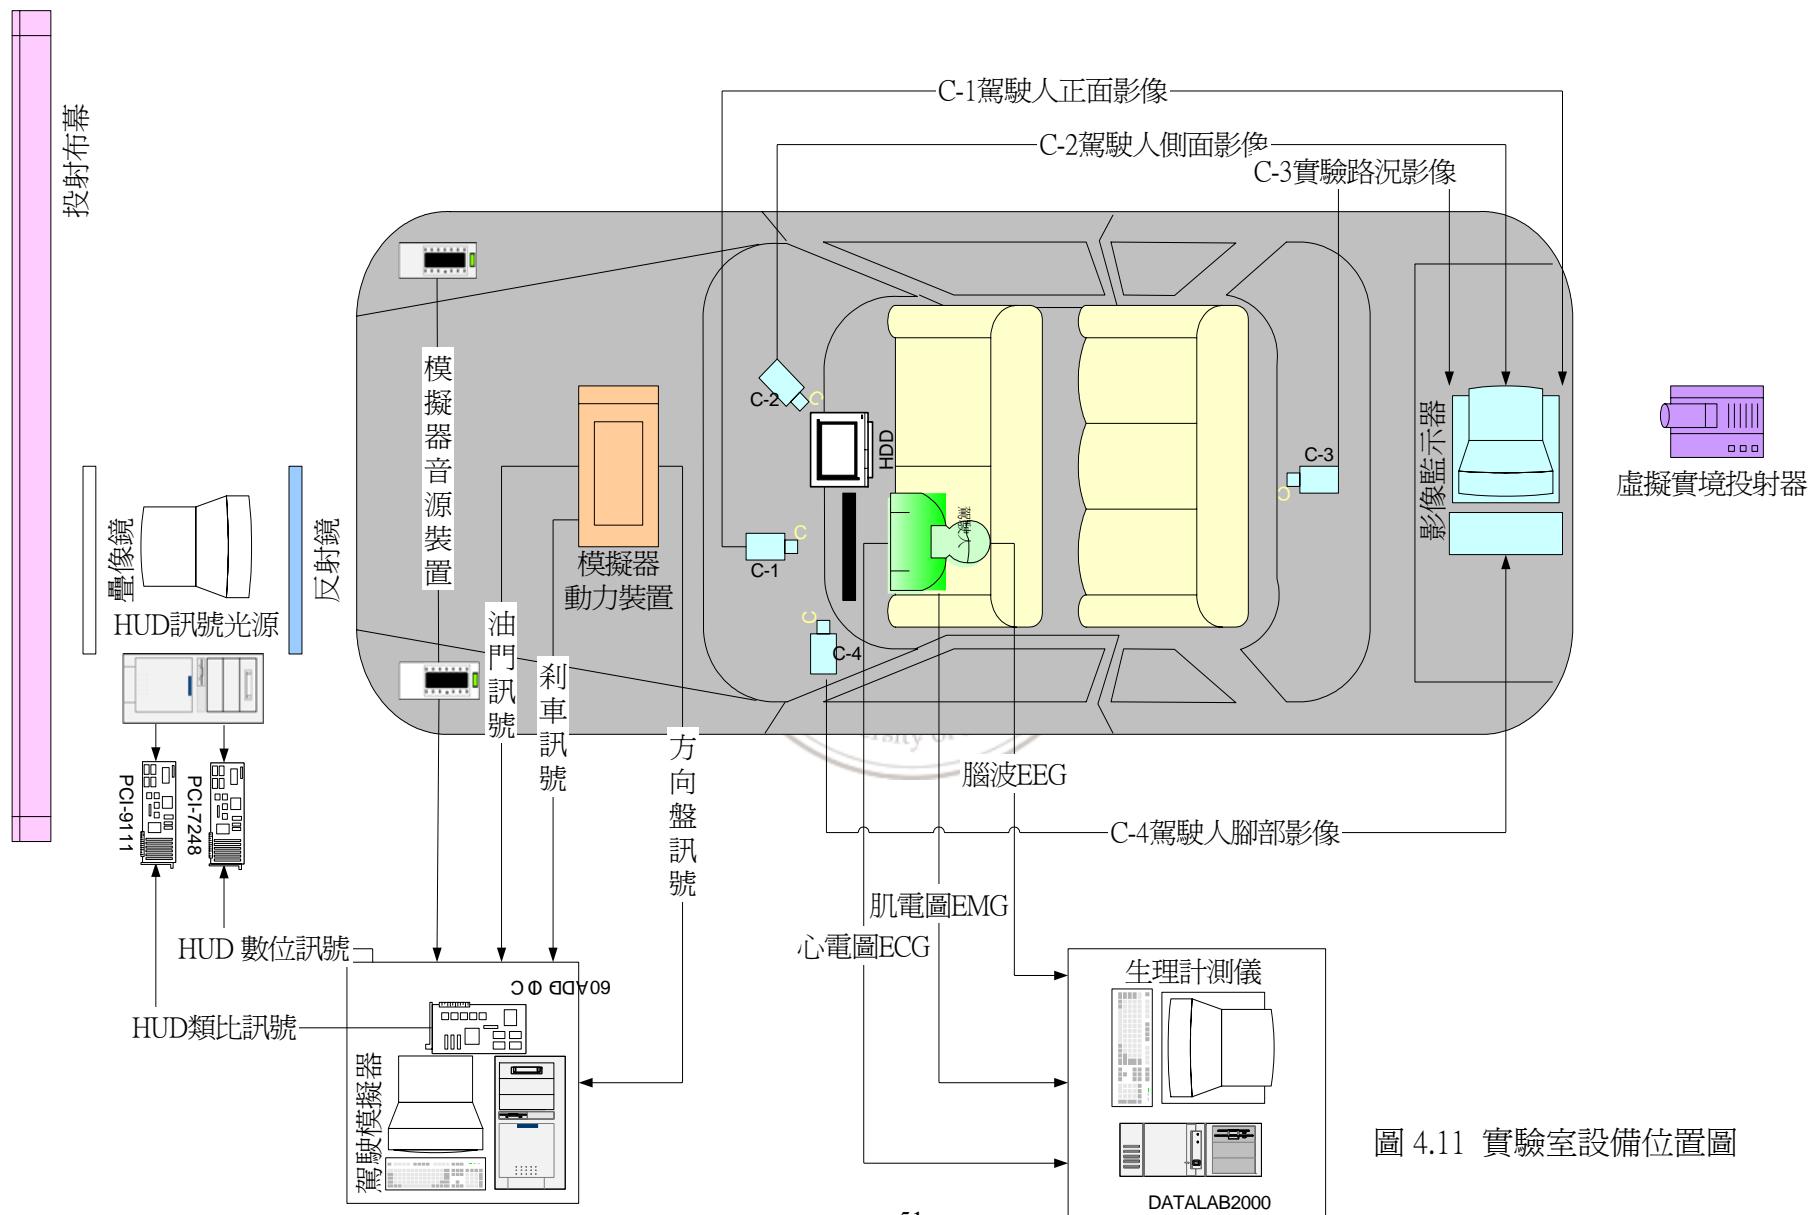 C-1駕駛人正面影像
C-2駕駛人側面影像
C-3實驗路況影像
投射布幕
模擬器音源裝置
C-2
HDD
C-3
影像監示器
虛擬實境投射器
疊像鏡
HUD訊號光源
反射鏡
模擬器
動力裝置
C-1
駕駛人
C-4
油門訊號
剎車訊號
方向盤訊號
rsity of
腦波EEG
PCI-9111
PCI-7248
C-4駕駛人腳部影像
肌電圖EMG
心電圖ECG
HUD 數位訊號
HUD類比訊號
駕駛模擬器
生理計測儀
DATALAB2000
圖 4.11 實驗室設備位置圖
51